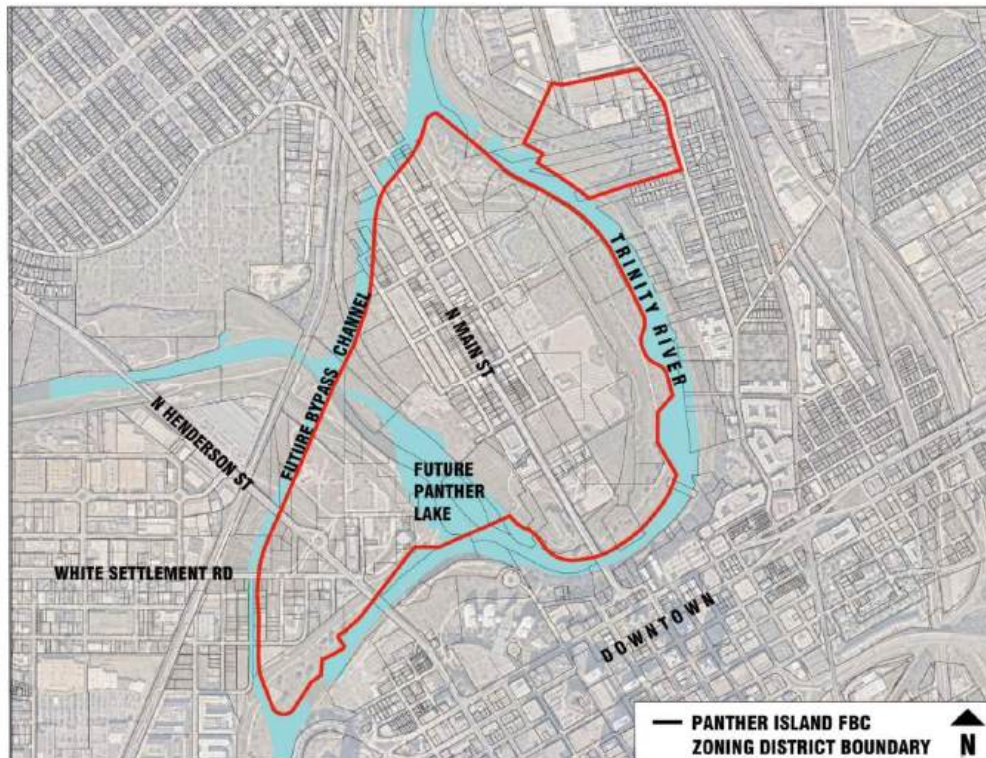 TRINITY RIVER
N MAIN ST
FUTURE BYPASS CHANNEL
N HENDERSON ST
FUTURE
PANTHER
LAKE
WHITE SETTLEMENT RD
DOWNTOWN
PANTHER ISLAND FBC
ZONING DISTRICT BOUNDARY
N